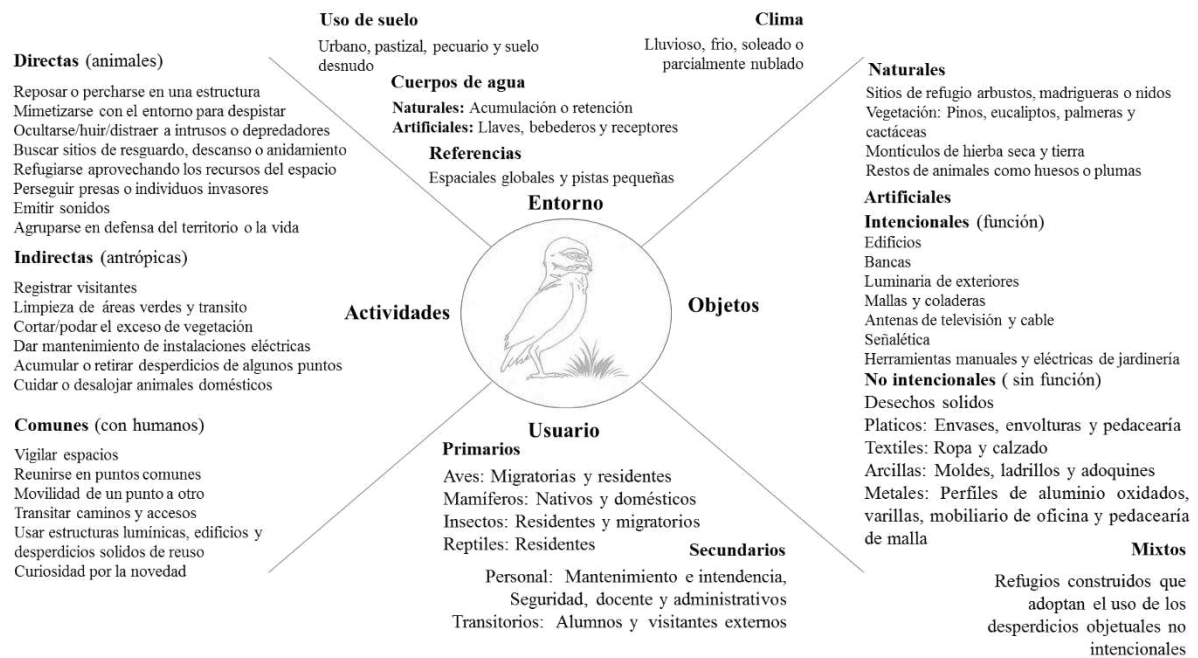 Uso de suelo
Urbano, pastizal, pecuario y suelo
desnudo
Clima
Lluvioso, frio, soleado o
parcialmente nublado
Cuerpos de agua
Naturales: Acumulación o retención
Artificiales: Llaves, bebederos y receptores
Referencias
Espaciales globales y pistas pequeñas
Entorno
Directas (animales)
Reposar o percharse en una estructura
Mimetizarse con el entorno para despistar
Ocultarse/huir/distraer a intrusos o depredadores
Buscar sitios de resguardo, descanso o anidamiento
Refugiarse aprovechando los recursos del espacio
Perseguir presas o individuos invasores
Emitir sonidos
Agruparse en defensa del territorio o la vida
Indirectas (antrópicas)
Registrar visitantes
Limpieza de áreas verdes y transito
Cortar/podar el exceso de vegetación
Dar mantenimiento de instalaciones eléctricas
Acumular o retirar desperdicios de algunos puntos
Cuidar o desalojar animales domésticos
Comunes (con humanos)
Vigilar espacios
Reunirse en puntos comunes
Movilidad de un punto a otro
Transitar caminos y accesos
Usar estructuras lumínicas, edificios y
desperdicios solidos de reuso
Curiosidad por la novedad
Actividades
Objetos
Naturales
Sitios de refugio arbustos, madrigueras o nidos
Vegetación: Pinos, eucaliptos, palmeras y
cactáceas
Montículos de hierba seca y tierra
Restos de animales como huesos o plumas
Artificiales
Intencionales (función)
Edificios
Bancas
Luminaria de exteriores
Mallas y coladeras
Antenas de televisión y cable
Señalética
Herramientas manuales y eléctricas de jardinería
No intencionales ( sin función)
Desechos solidos
Platicos: Envases, envolturas y pedacearía
Textiles: Ropa y calzado
Arcillas: Moldes, ladrillos y adoquines
Metales: Perfiles de aluminio oxidados,
varillas, mobiliario de oficina y pedacearía
de malla
Mixtos
Refugios construidos que
adoptan el uso de los
desperdicios objetuales no
intencionales
Usuario
Primarios
Aves: Migratorias y residentes
Mamíferos: Nativos y domésticos
Insectos: Residentes y migratorios
Reptiles: Residentes
Secundarios
Personal: Mantenimiento e intendencia,
Seguridad, docente y administrativos
Transitorios: Alumnos y visitantes externos